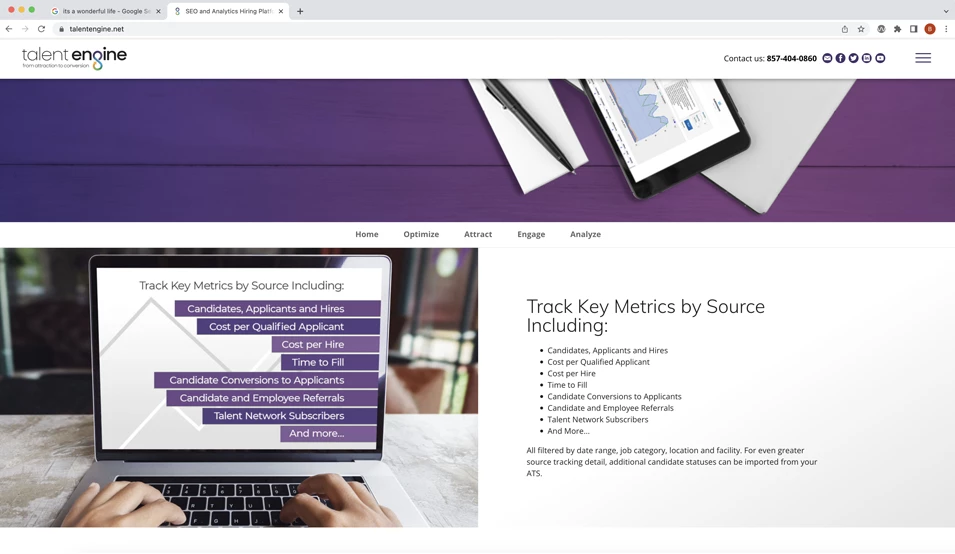 its a wonderful life - Google Se
SEO and Analytics Hiring Platf
talentengine.net
B
talent engine
from attraction to conversion
Contact us: 857-404-0860
Home
Optimize
Attract
Engage
Analyze
Track Key Metrics by Source Including:
Candidates, Applicants and Hires
Cost per Qualified Applicant
Cost per Hire
Time to Fill
Candidate Conversions to Applicants
Candidate and Employee Referrals
Talent Network Subscribers
And more...
Track Key Metrics by Source
Including:
Candidates, Applicants and Hires
Cost per Qualified Applicant
Cost per Hire
Time to Fill
Candidate Conversions to Applicants
Candidate and Employee Referrals
Talent Network Subscribers
And More...
All filtered by date range, job category, location and facility. For even greater
source tracking detail, additional candidate statuses can be imported from your
ATS.